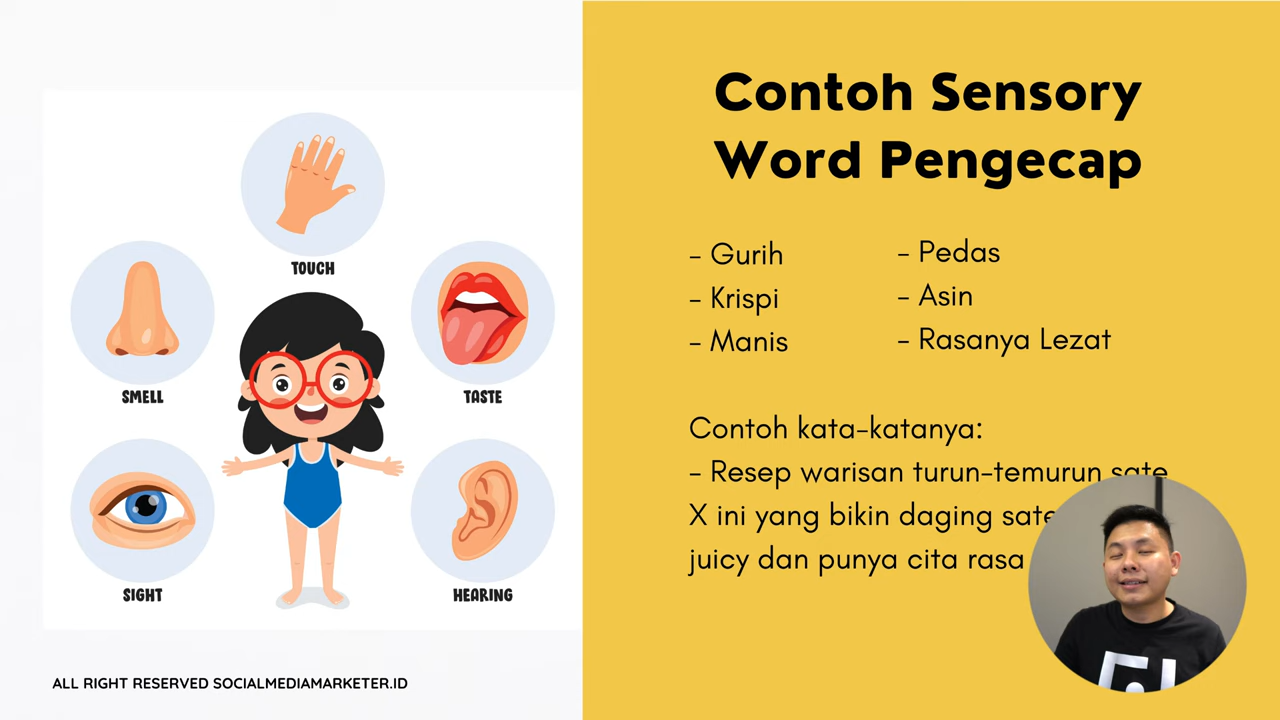 Contoh Sensory
Word Pengecap
TOUCH
SMELL
TASTE
SIGHT
HEARING
- Gurih
- Krispi
- Manis
- Pedas
- Asin
- Rasanya Lezat
Contoh kata-katanya:
- Resep warisan turun-temurun sate
X ini yang bikin daging sate
juicy dan punya cita rasa
ALL RIGHT RESERVED SOCIALMEDIAMARKETER.ID